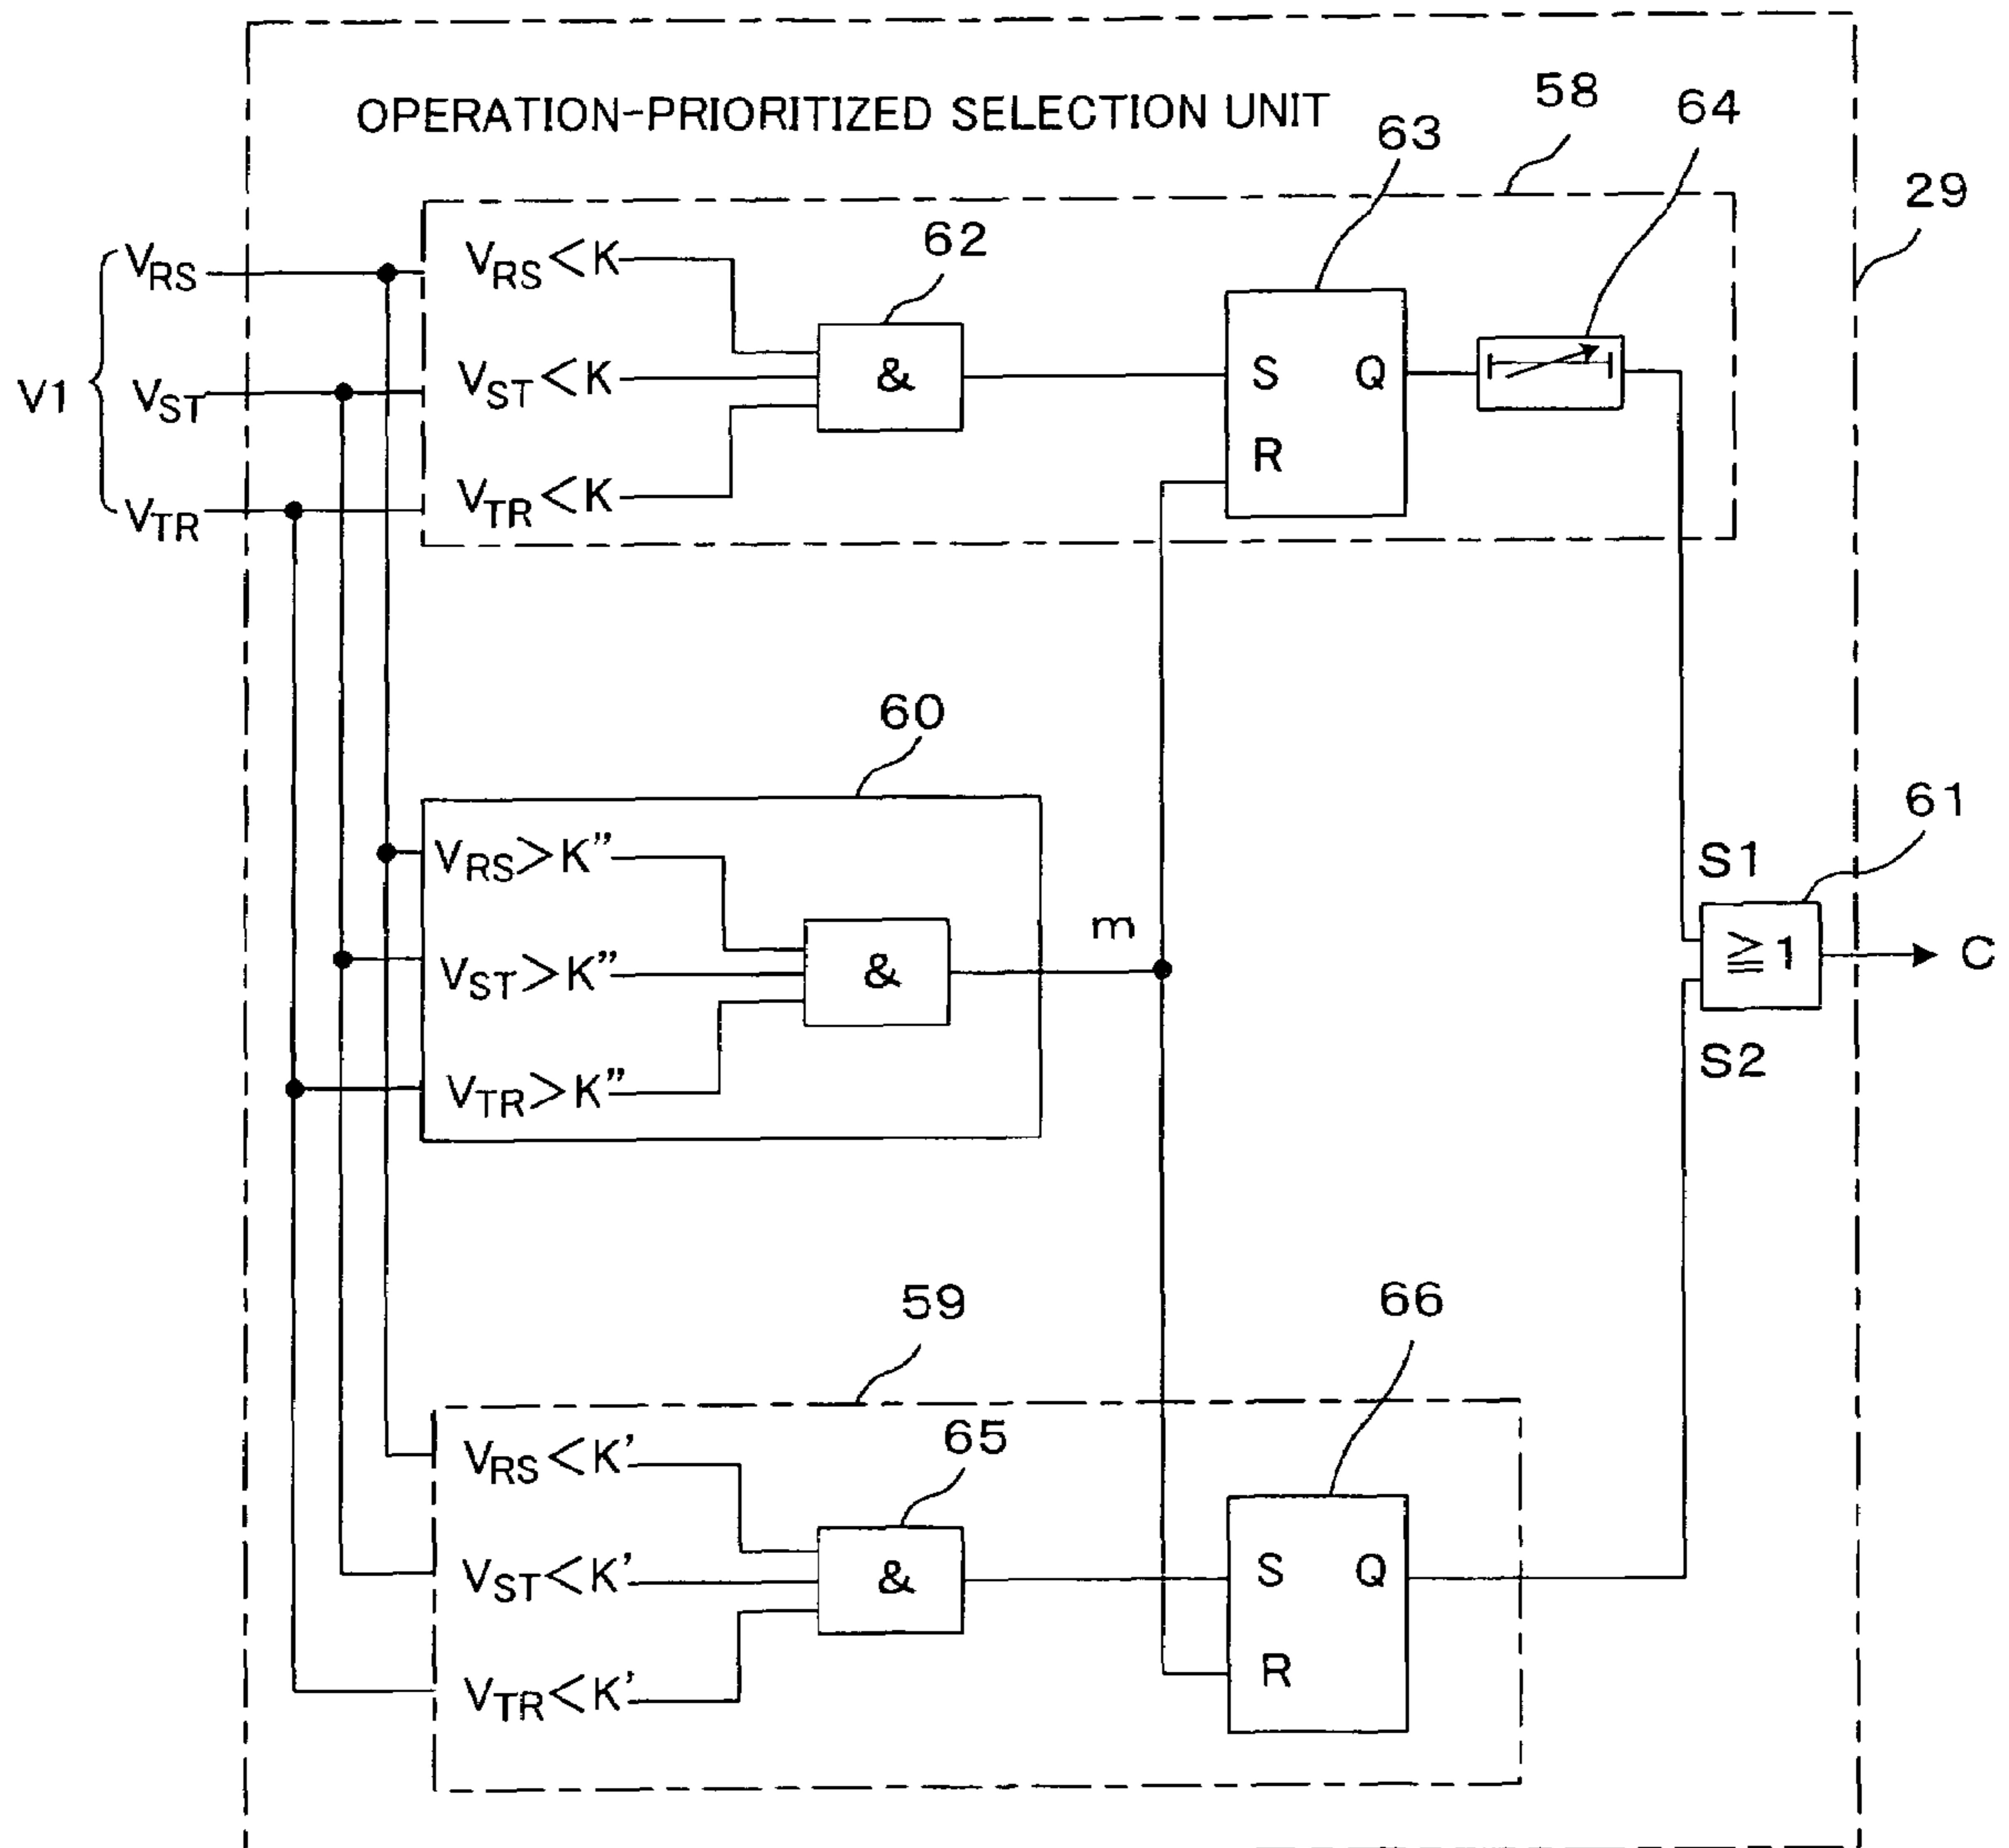 OPERATION-PRIORITIZED SELECTION UNIT
58
64
63
29
62
V1
VRS
VST
VTR
VRS<K
VST<K
VTR<K
&
S
Q
R
60
VRS>K”
VST>K”
VTR>K”
&
m
61
S1
≧1
C
S2
59
66
65
VRS<K’
VST<K’
VTR<K’
&
S
Q
R